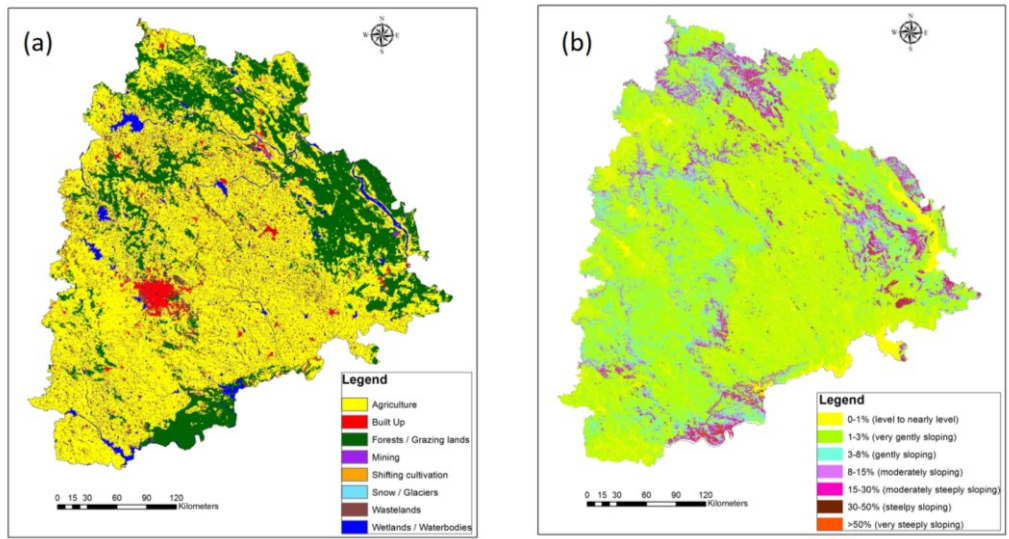 (a)
N
W E
S
Legend
Agriculture
Built Up
Forests / Grazing lands
Mining
Shifting cultivation
Snow / Glaciers
Wastelands
Wetlands / Waterbodies
0 15 30 60 90 120
Kilometers
(b)
N
W E
S
Legend
0-1% (level to nearly level)
1-3% (very gently sloping)
3-8% (gently sloping)
8-15% (moderately sloping)
15-30% (moderately steeply sloping)
30-50% (steelpy sloping)
>50% (very steeply sloping)
0 15 30 60 90 120
Kilometers